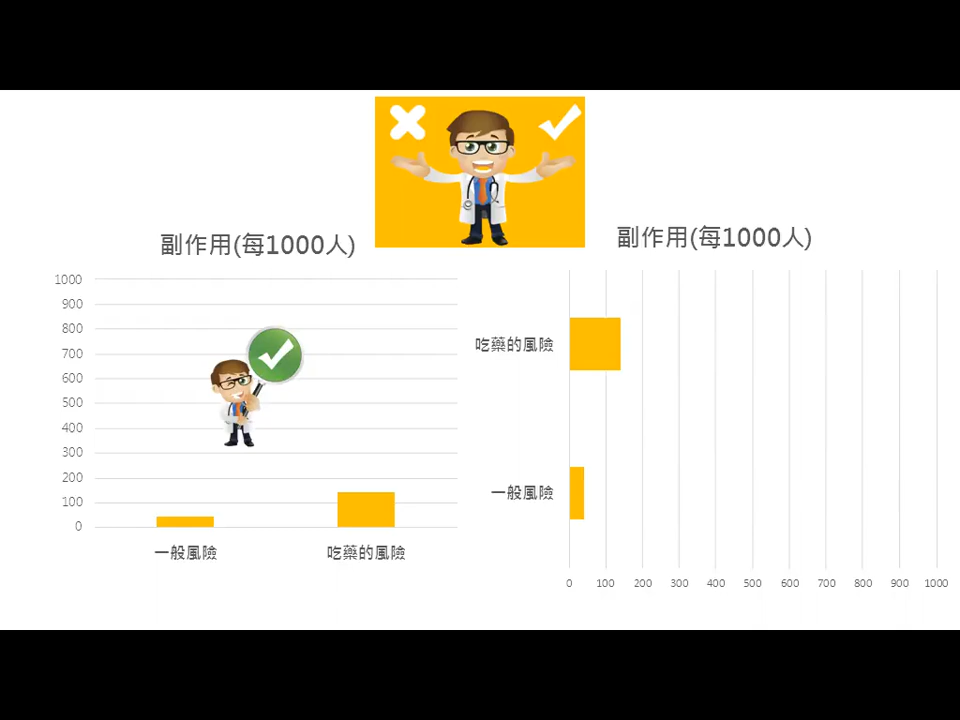 副作用(每1000人)
1000
900
800
700
600
500
400
300
200
100
0
一般風險
吃藥的風險
副作用(每1000人)
吃藥的風險
一般風險
0 100 200 300 400 500 600 700 800 900 1000